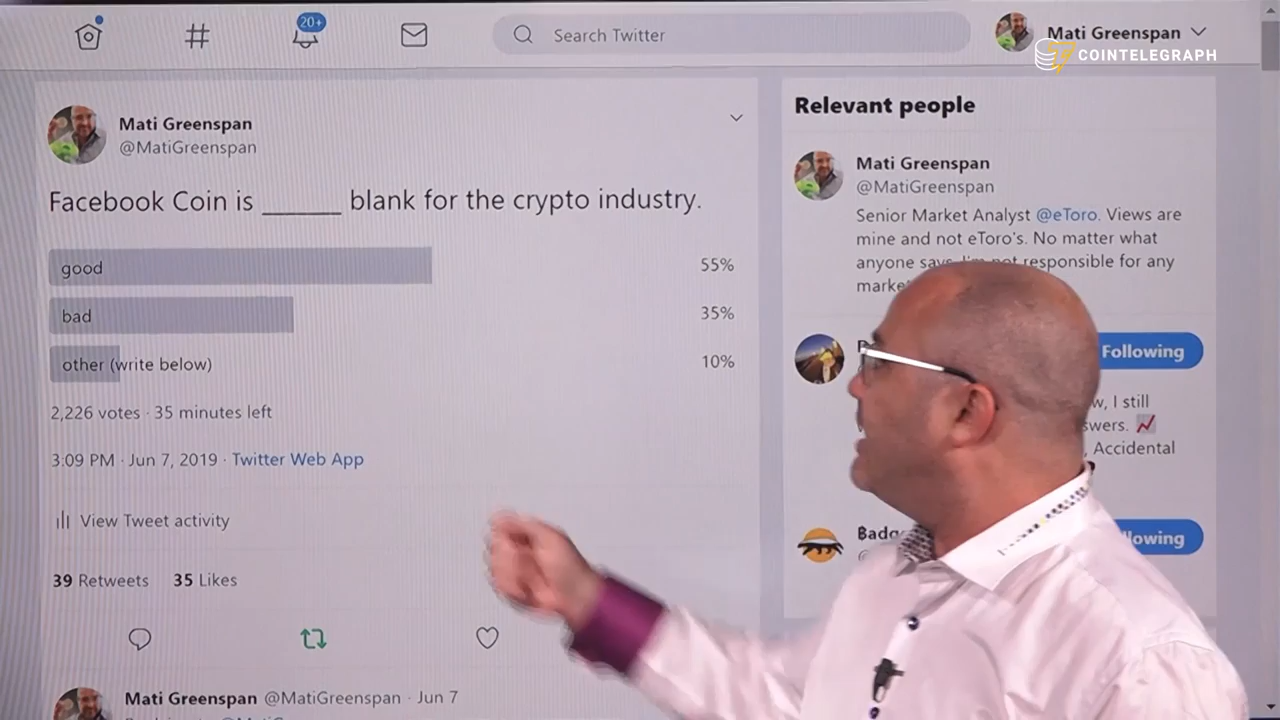 20+
Search Twitter
Mati Greenspan
COINTELEGRAPH
Mati Greenspan
@MatiGreenspan
Facebook Coin is ______ blank for the crypto industry.
good 55%
bad 35%
other (write below) 10%
2,226 votes · 35 minutes left
3:09 PM · Jun 7, 2019 · Twitter Web App
View Tweet activity
39 Retweets 35 Likes
Mati Greenspan @MatiGreenspan · Jun 7
Relevant people
Mati Greenspan
@MatiGreenspan
Senior Market Analyst @eToro. Views are
mine and not eToro's. No matter what
anyone says, I'm not responsible for any
Following
I still
Accidental